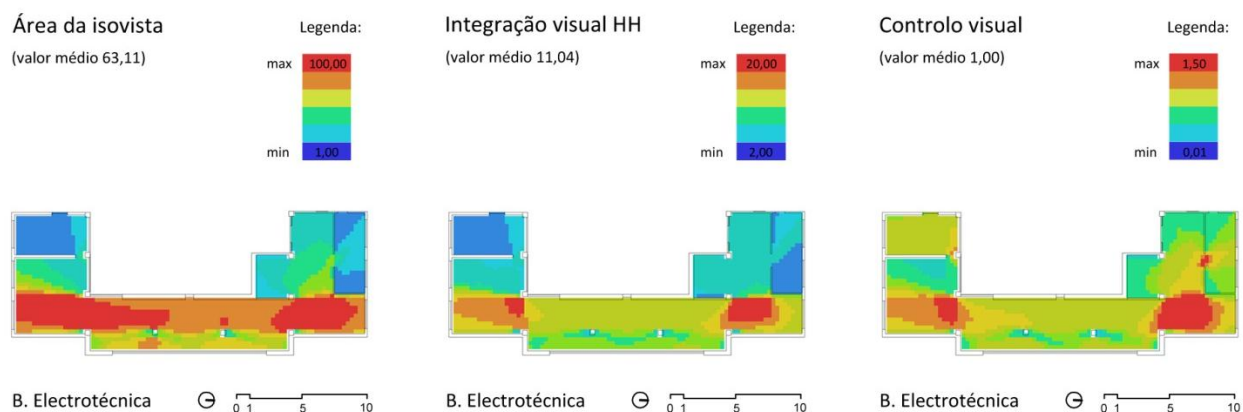 Área da isovista
Legenda:
(valor médio 63,11)
max
100,00
min
1,00
B. Electrotécnica
0 1 5 10
Integração visual HH
Legenda:
(valor médio 11,04)
max
20,00
min
2,00
B. Electrotécnica
0 1 5 10
Controlo visual
Legenda:
(valor médio 1,00)
max
1,50
min
0,01
B. Electrotécnica
0 1 5 10